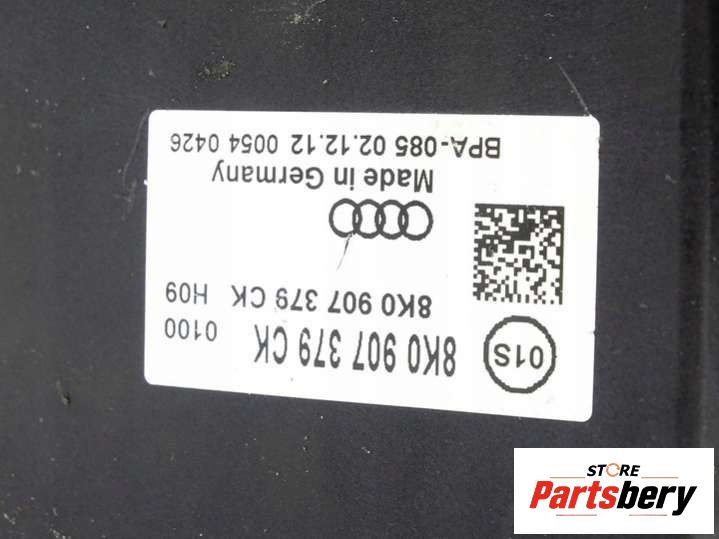 01S 8K0 907 379 CK 0100
8K0 907 379 CK H09
Made in Germany
BPA-085 02.12.12 0054 0426
STORE
Partsbery